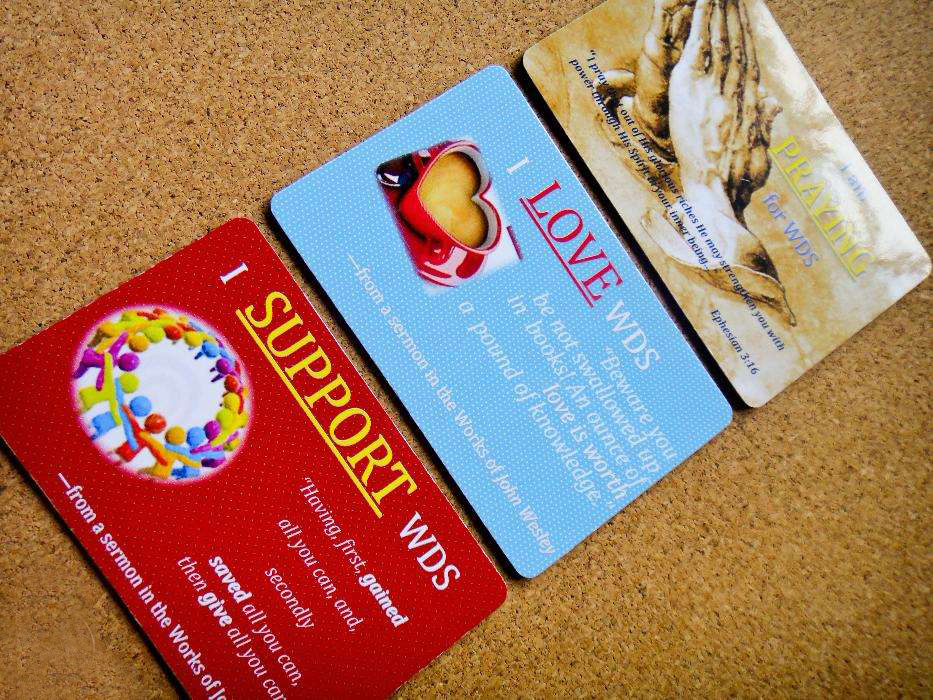 I SUPPORT WDS
"Having, first, gained
all you can, and,
secondly
saved all you can,
then give all you can
—from a sermon in the Works of
I LOVE WDS
"Beware you
be not swallowed up
in books! An ounce of
love is worth
a pound of knowledge.
—from a sermon in the Works of John Wesley
I am
PRAYING
for WDS
"I pray out of His glorious riches He may strengthen you with
power through His Spirit in your inner being.
Ephesian 3:16